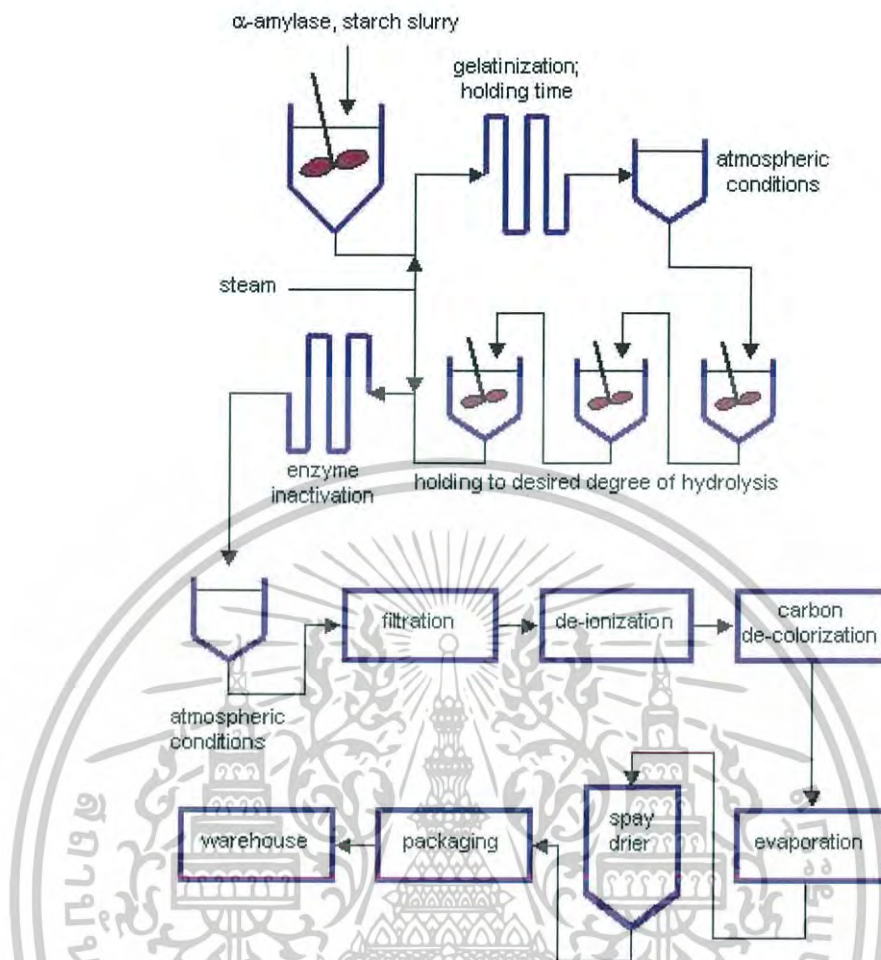 α-amylase, starch slurry
gelatinization;
holding time
atmospheric
conditions
steam
enzyme
inactivation
holding to desired degree of hydrolysis
atmospheric
conditions
filtration
de-ionization
carbon
de-colorization
warehouse
packaging
spay
drier
evaporation